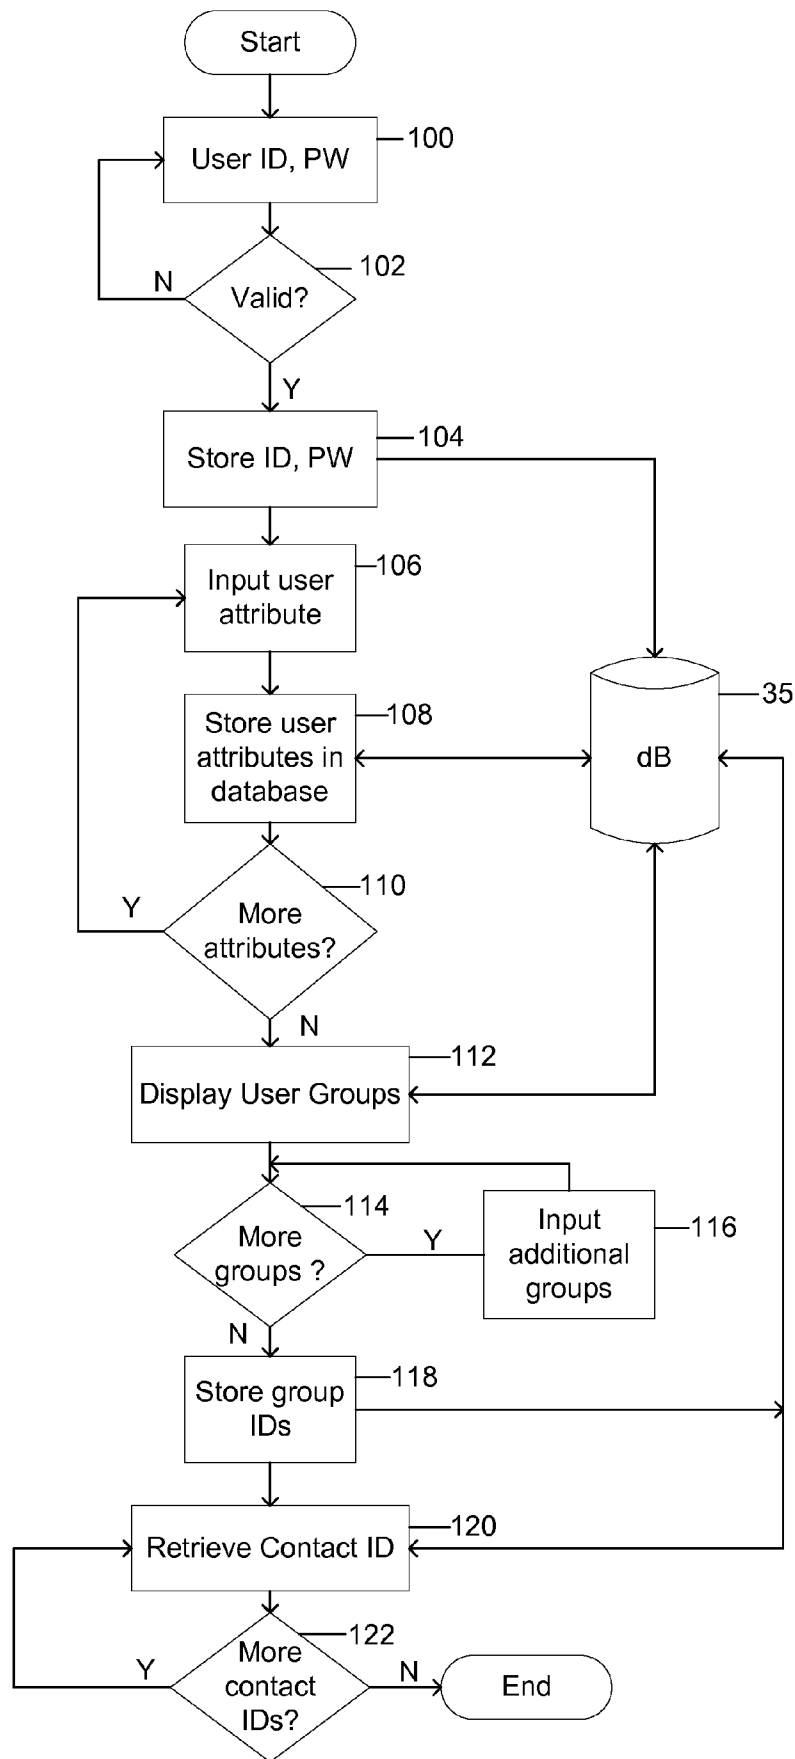 Start
User ID, PW
100
Valid?
102
N
Y
Store ID, PW
104
Input user
attribute
106
Store user
attributes in
database
108
dB
35
More
attributes?
110
Y
N
Display User Groups
112
More
groups ?
114
Y
Input
additional
groups
116
N
Store group
IDs
118
Retrieve Contact ID
120
More
contact
IDs?
122
Y
N
End